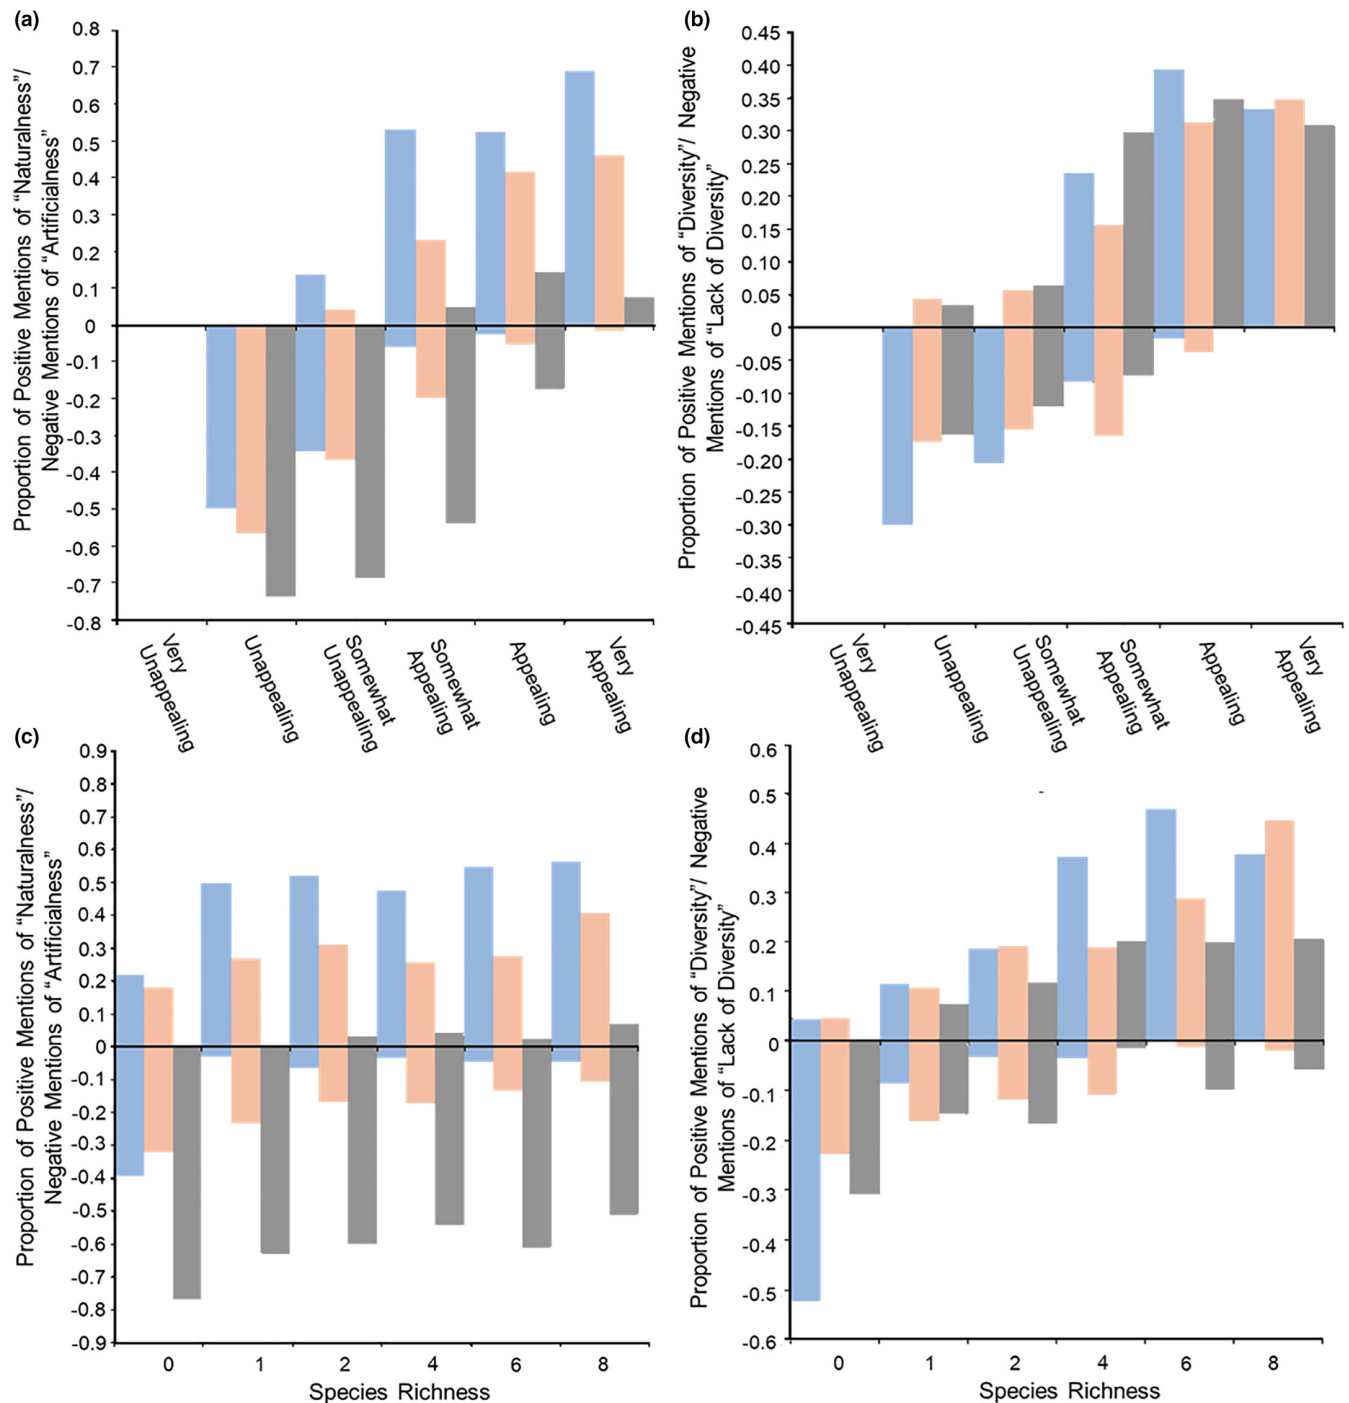 (a)
Proportion of Positive Mentions of “Naturalness”/
Negative Mentions of “Artificialness”
0.8
0.7
0.6
0.5
0.4
0.3
0.2
0.1
0
-0.1
-0.2
-0.3
-0.4
-0.5
-0.6
-0.7
-0.8
Very
Unappealing
Unappealing
Somewhat
Unappealing
Somewhat
Appealing
Appealing
Very
Appealing
(b)
Proportion of Positive Mentions of “Diversity”/ Negative
Mentions of “Lack of Diversity”
0.45
0.40
0.35
0.30
0.25
0.20
0.15
0.10
0.05
0
-0.05
-0.10
-0.15
-0.20
-0.25
-0.30
-0.35
-0.40
-0.45
Very
Unappealing
Unappealing
Somewhat
Unappealing
Somewhat
Appealing
Appealing
Very
Appealing
(c)
Proportion of Positive Mentions of “Naturalness”/
Negative Mentions of “Artificialness”
0.9
0.8
0.7
0.6
0.5
0.4
0.3
0.2
0.1
0
-0.1
-0.2
-0.3
-0.4
-0.5
-0.6
-0.7
-0.8
-0.9
0 1 2 4 6 8
Species Richness
(d)
Proportion of Positive Mentions of “Diversity”/ Negative
Mentions of “Lack of Diversity”
0.6
0.5
0.4
0.3
0.2
0.1
0
-0.1
-0.2
-0.3
-0.4
-0.5
-0.6
0 1 2 4 6 8
Species Richness